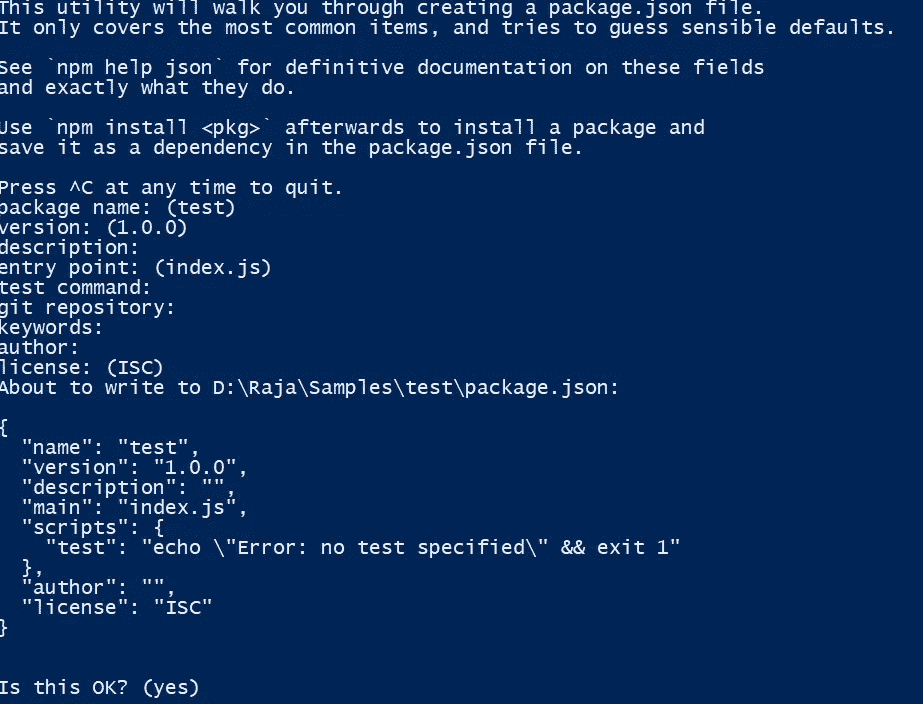 This utility will walk you through creating a package.json file.
It only covers the most common items, and tries to guess sensible defaults.
See `npm help json` for definitive documentation on these fields
and exactly what they do.
Use `npm install <pkg>` afterwards to install a package and
save it as a dependency in the package.json file.
Press ^C at any time to quit.
package name: (test)
version: (1.0.0)
description:
entry point: (index.js)
test command:
git repository:
keywords:
author:
license: (ISC)
About to write to D:\Raja\Samples\test\package.json:
{
  "name": "test",
  "version": "1.0.0",
  "description": "",
  "main": "index.js",
  "scripts": {
    "test": "echo \"Error: no test specified\" && exit 1"
  },
  "author": "",
  "license": "ISC"
}
Is this OK? (yes)